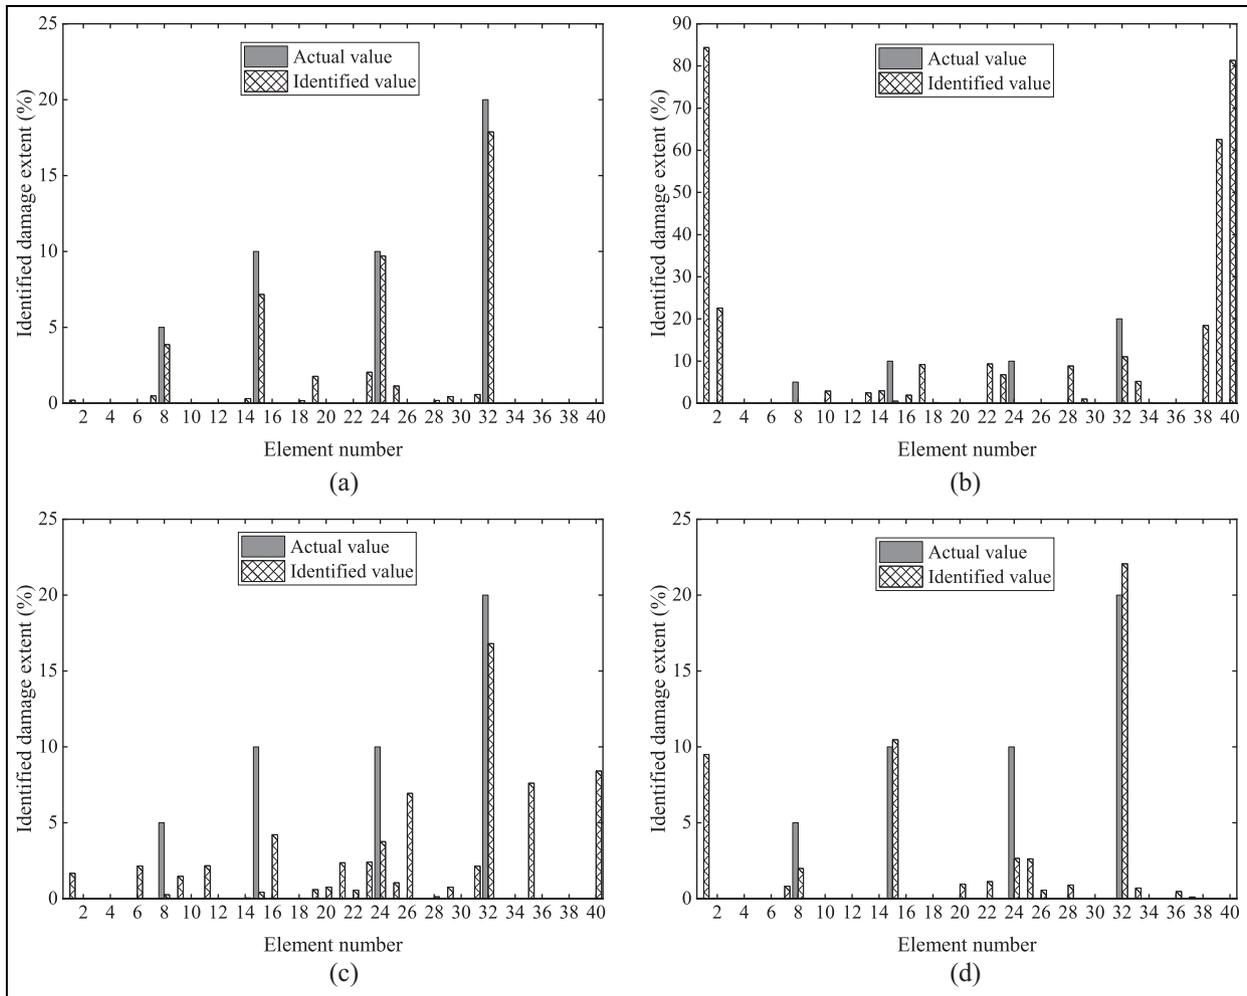 25
20
15
10
5
0
Identified damage extent (%)
Actual value
Identified value
2 4 6 8 10 12 14 16 18 20 22 24 26 28 30 32 34 36 38 40
Element number
(a)
90
80
70
60
50
40
30
20
10
0
Identified damage extent (%)
Actual value
Identified value
2 4 6 8 10 12 14 16 18 20 22 24 26 28 30 32 34 36 38 40
Element number
(b)
25
20
15
10
5
0
Identified damage extent (%)
Actual value
Identified value
2 4 6 8 10 12 14 16 18 20 22 24 26 28 30 32 34 36 38 40
Element number
(c)
25
20
15
10
5
0
Identified damage extent (%)
Actual value
Identified value
2 4 6 8 10 12 14 16 18 20 22 24 26 28 30 32 34 36 38 40
Element number
(d)